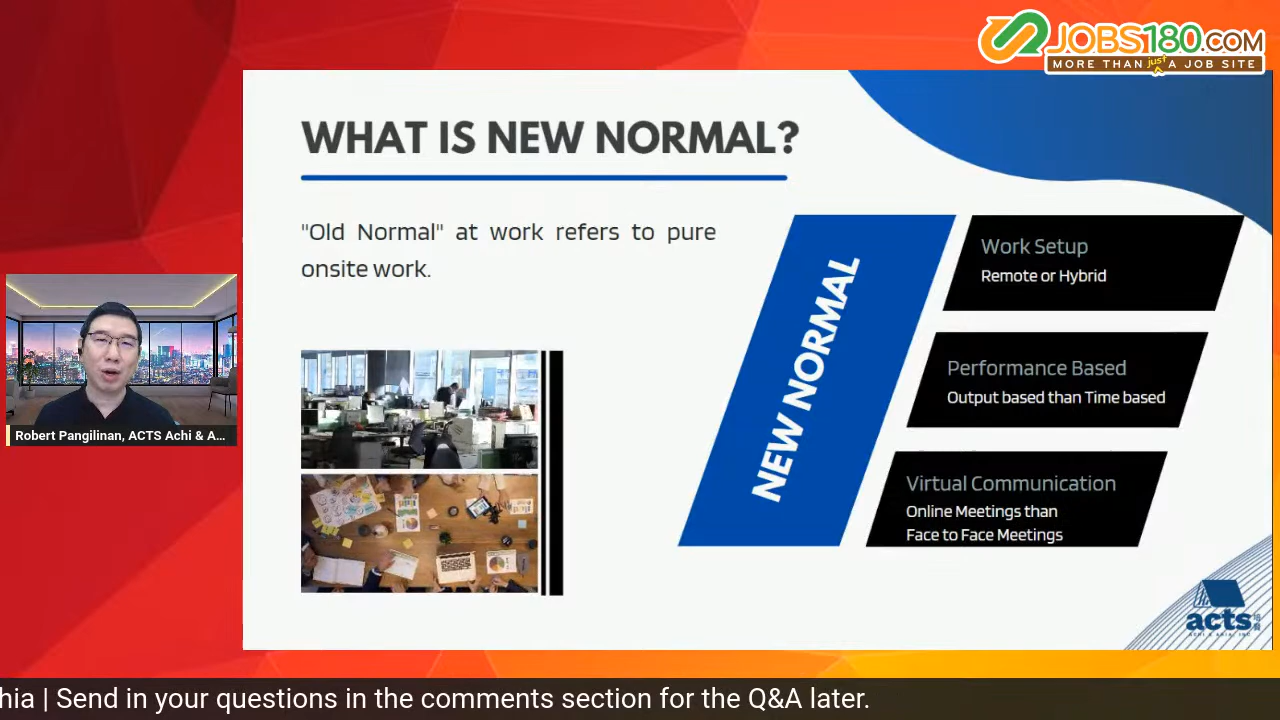 JOBS180.COM
MORE THAN just A JOB SITE
WHAT IS NEW NORMAL?
"Old Normal" at work refers to pure
onsite work.
NEW NORMAL
Work Setup
Remote or Hybrid
Performance Based
Output based than Time based
Virtual Communication
Online Meetings than
Face to Face Meetings
Robert Pangilinan, ACTS Achi & A...
acts
ACHI & ASIA, INC
hia | Send in your questions in the comments section for the Q&A later.